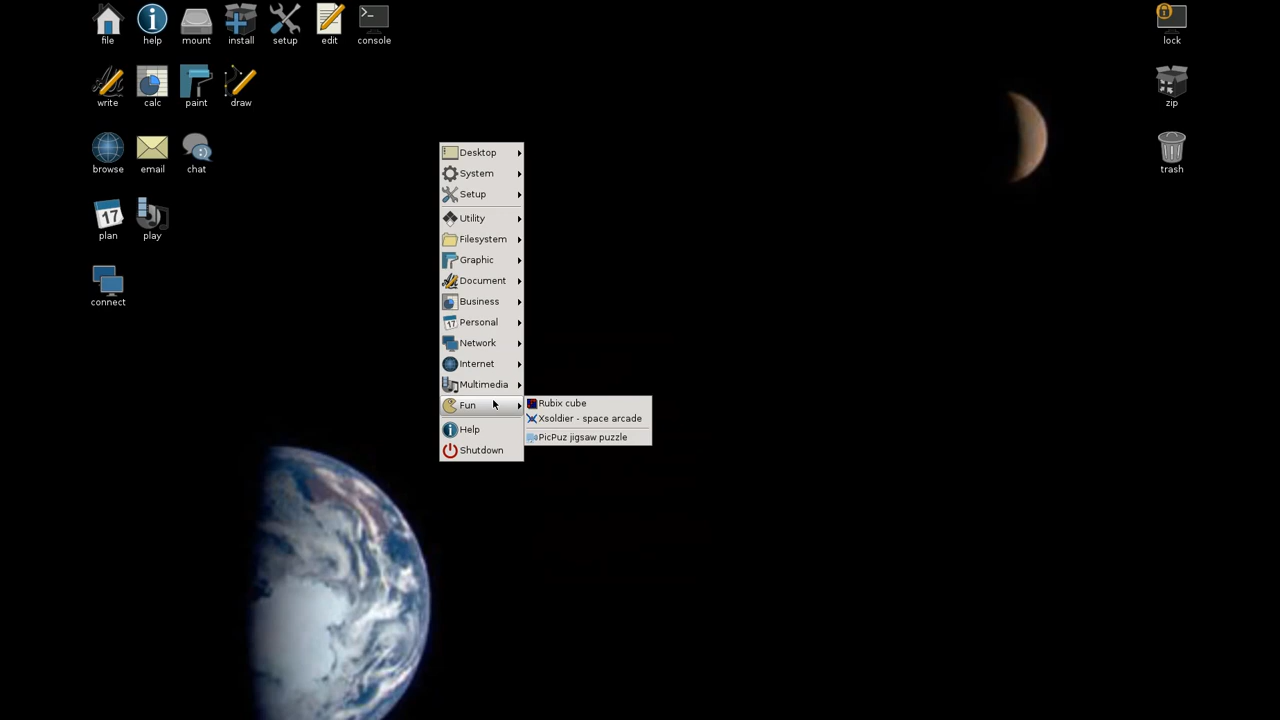 file
help
mount
install
setup
edit
console
lock
write
calc
paint
draw
zip
browse
email
chat
trash
17
plan
play
connect
Desktop
System
Setup
Utility
Filesystem
Graphic
Document
Business
Personal
Network
Internet
Multimedia
Fun
Help
Shutdown
Rubix cube
Xsoldier - space arcade
PicPuz jigsaw puzzle